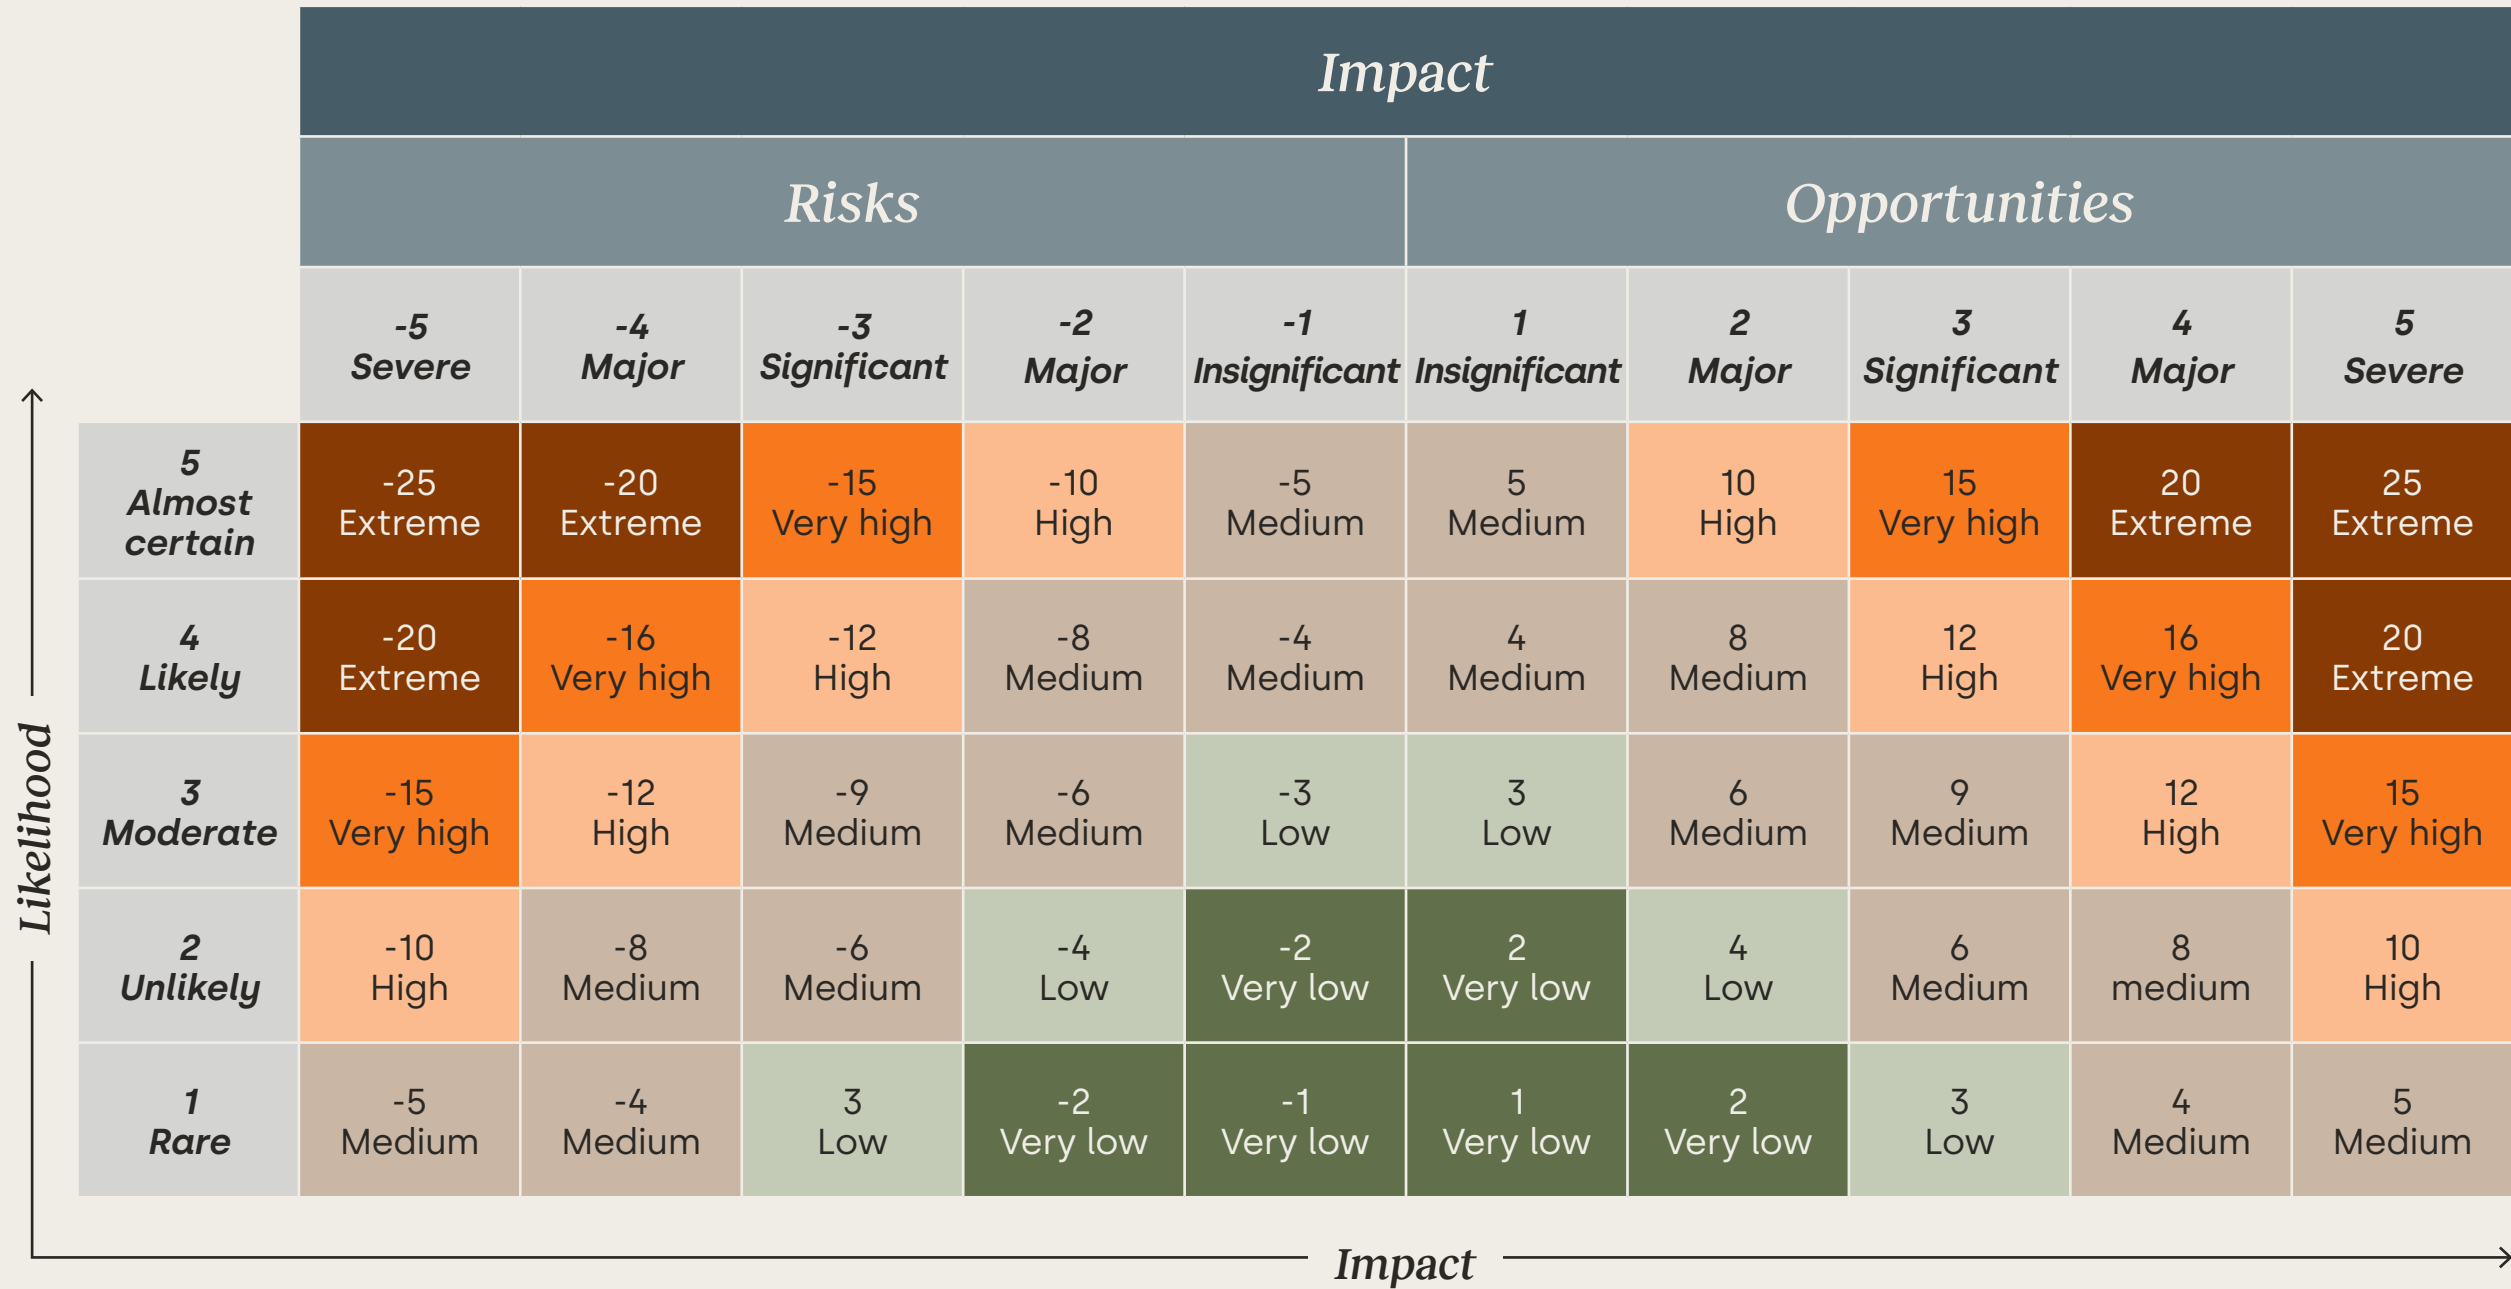 Impact
Risks
Opportunities
-5
Severe
-4
Major
-3
Significant
-2
Major
-1
Insignificant
1
Insignificant
2
Major
3
Significant
4
Major
5
Severe
5
Almost
certain
-25
Extreme
-20
Extreme
-15
Very high
-10
High
-5
Medium
5
Medium
10
High
15
Very high
20
Extreme
25
Extreme
4
Likely
-20
Extreme
-16
Very high
-12
High
-8
Medium
-4
Medium
4
Medium
8
Medium
12
High
16
Very high
20
Extreme
3
Moderate
-15
Very high
-12
High
-9
Medium
-6
Medium
-3
Low
3
Low
6
Medium
9
Medium
12
High
15
Very high
2
Unlikely
-10
High
-8
Medium
-6
Medium
-4
Low
-2
Very low
2
Very low
4
Low
6
Medium
8
medium
10
High
1
Rare
-5
Medium
-4
Medium
3
Low
-2
Very low
-1
Very low
1
Very low
2
Very low
3
Low
4
Medium
5
Medium
Likelihood
Impact